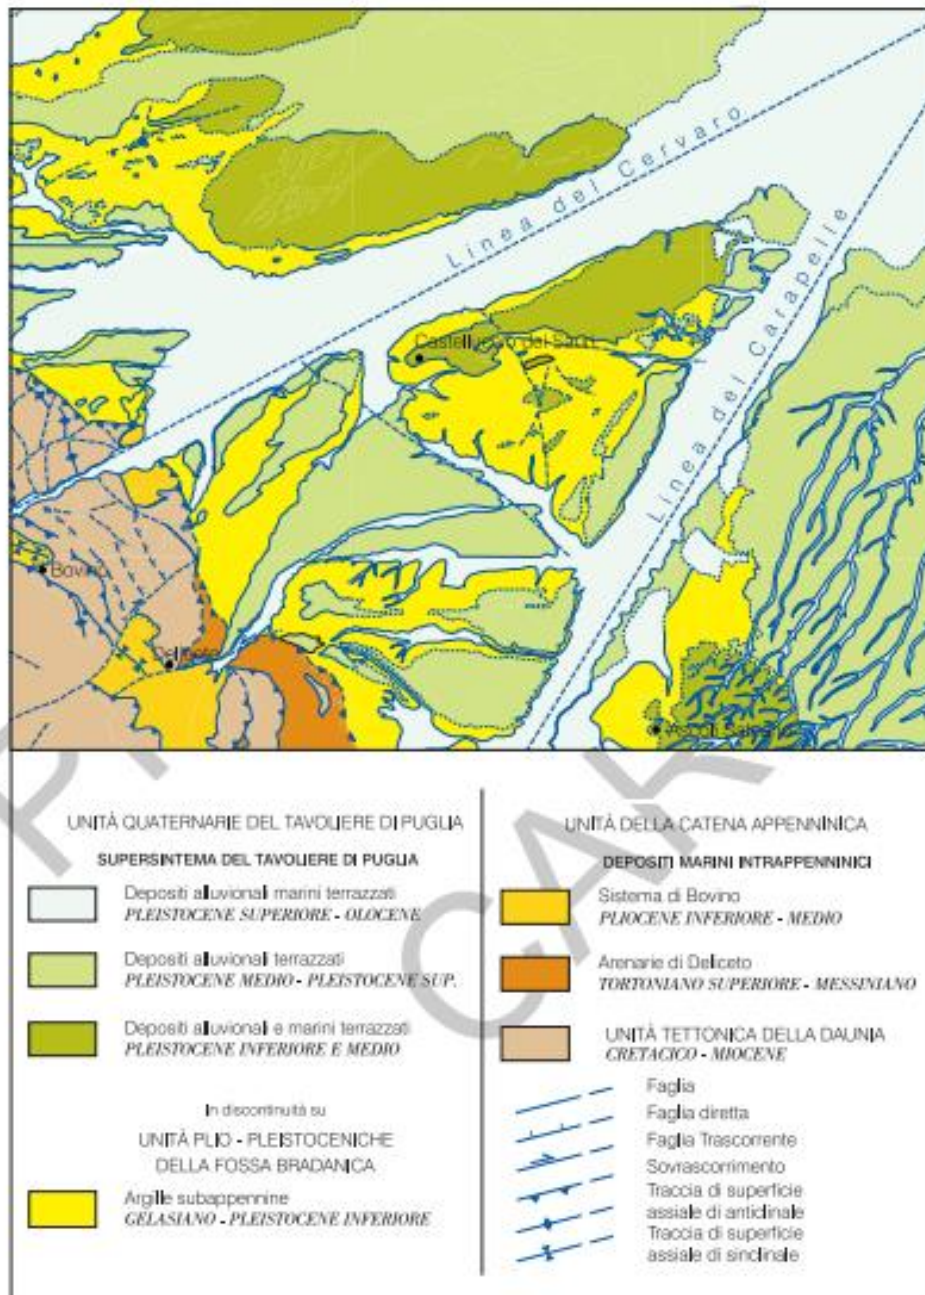 Linea del Cervaro
Linea del Carapelle
Castelluccio dei Sauri
Bovino
Deliceto
Ascoli Satriano
UNITÀ QUATERNARIE DEL TAVOLIERE DI PUGLIA
SUPERSINTEMA DEL TAVOLIERE DI PUGLIA
Depositi alluvionali marini terrazzati
PLEISTOCENE SUPERIORE - OLOCENE
Depositi alluvionali terrazzati
PLEISTOCENE MEDIO - PLEISTOCENE SUP.
Depositi alluvionali e marini terrazzati
PLEISTOCENE INFERIORE E MEDIO
In discontinuità su
UNITÀ PLIO - PLEISTOCENICHE
DELLA FOSSA BRADANICA
Argille subappennine
GELASIANO - PLEISTOCENE INFERIORE
UNITÀ DELLA CATENA APPENNINICA
DEPOSITI MARINI INTRAPPENNINICI
Sistema di Bovino
PLIOCENE INFERIORE - MEDIO
Arenarie di Deliceto
TORTONIANO SUPERIORE - MESSINIANO
UNITÀ TETTONICA DELLA DAUNIA
CRETACICO - MIOCENE
Faglia
Faglia diretta
Faglia Trascorrente
Sovrascorrimento
Traccia di superficie
assiale di anticlinale
Traccia di superficie
assiale di sinclinale